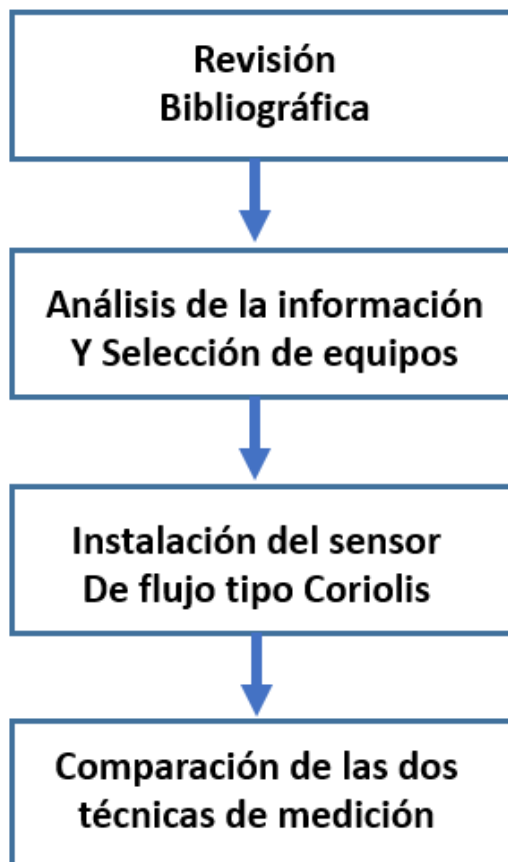 Revisión
Bibliográfica
Análisis de la información
Y Selección de equipos
Instalación del sensor
De flujo tipo Coriolis
Comparación de las dos
técnicas de medición